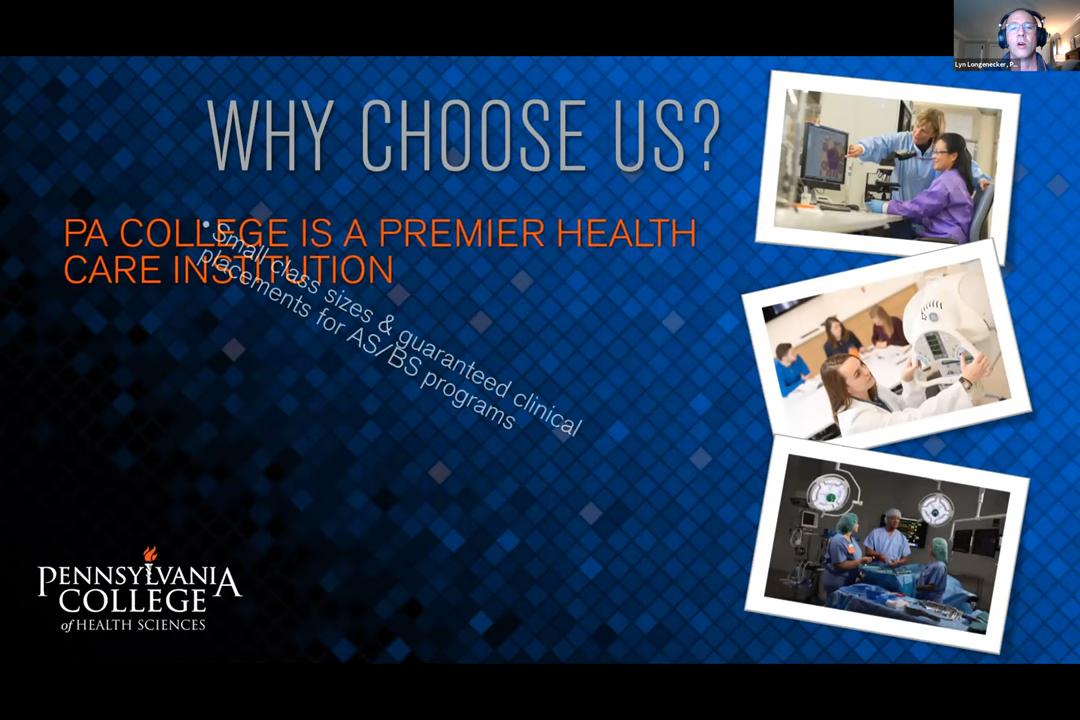 Lyn Longenecker, P...
WHY CHOOSE US?
PA COLLEGE IS A PREMIER HEALTH
CARE INSTITUTION
• Small class sizes & guaranteed clinical
placements for AS/BS programs
PENNSYLVANIA
COLLEGE
of HEALTH SCIENCES